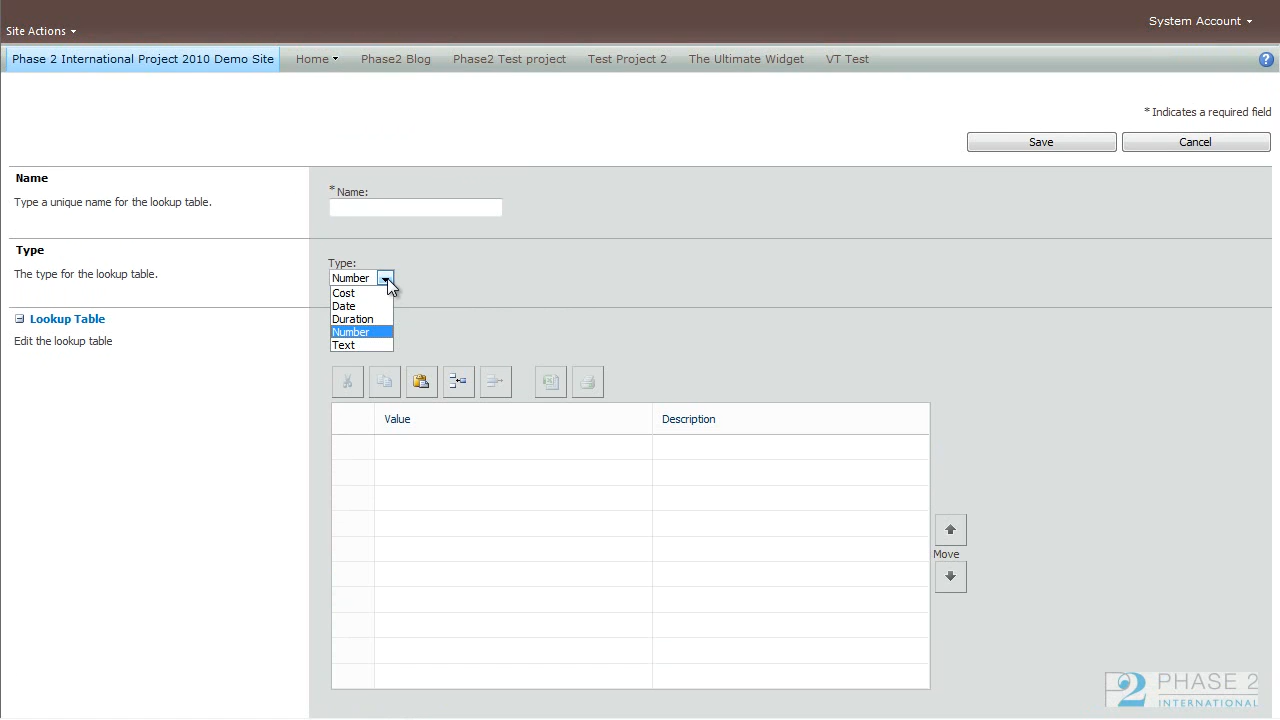 System Account
Site Actions
Phase 2 International Project 2010 Demo Site Home Phase2 Blog Phase2 Test project Test Project 2 The Ultimate Widget VT Test
* Indicates a required field
Save Cancel
Name
Type a unique name for the lookup table.
* Name:
Type
The type for the lookup table.
Type:
Number
Cost
Date
Duration
Number
Text
Lookup Table
Edit the lookup table
Value Description
Move
P2 PHASE 2
INTERNATIONAL